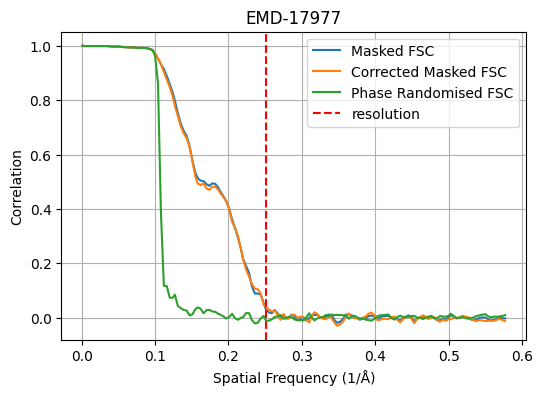 EMD-17977
Masked FSC
Corrected Masked FSC
Phase Randomised FSC
resolution
Correlation
1.0
0.8
0.6
0.4
0.2
0.0
0.0 0.1 0.2 0.3 0.4 0.5 0.6
Spatial Frequency (1/Å)